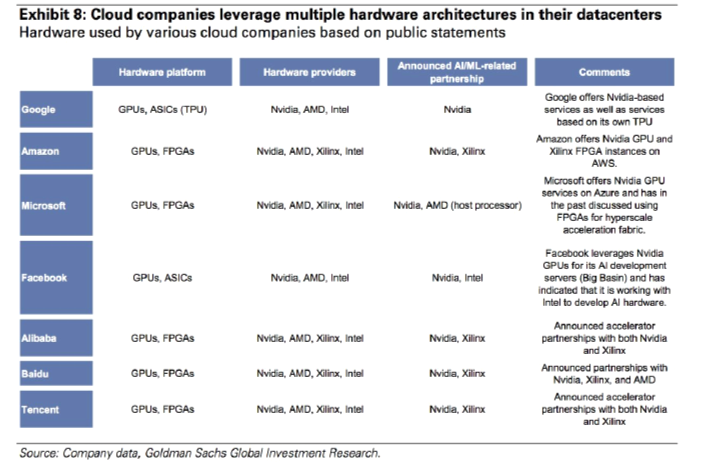 Exhibit 8: Cloud companies leverage multiple hardware architectures in their datacenters
Hardware used by various cloud companies based on public statements
Hardware platform
Hardware providers
Announced AI/ML-related
partnership
Comments
Google
GPUs, ASICs (TPU)
Nvidia, AMD, Intel
Nvidia
Google offers Nvidia-based
services as well as services
based on its own TPU
Amazon
GPUs, FPGAs
Nvidia, AMD, Xilinx, Intel
Nvidia, Xilinx
Amazon offers Nvidia GPU and
Xilinx FPGA instances on
AWS.
Microsoft
GPUs, FPGAs
Nvidia, AMD, Xilinx, Intel
Nvidia, AMD (host processor)
Microsoft offers Nvidia GPU
services on Azure and has in
the past discussed using
FPGAs for hyperscale
acceleration fabric.
Facebook
GPUs, ASICs
Nvidia, AMD, Intel
Nvidia, Intel
Facebook leverages Nvidia
GPUs for its AI development
servers (Big Basin) and has
indicated that it is working with
Intel to develop AI hardware.
Alibaba
GPUs, FPGAs
Nvidia, AMD, Xilinx, Intel
Nvidia, Xilinx
Announced accelerator
partnerships with both Nvidia
and Xilinx
Baidu
GPUs, FPGAs
Nvidia, AMD, Xilinx, Intel
Nvidia, Xilinx
Announced partnerships with
Nvidia, Xilinx, and AMD
Tencent
GPUs, FPGAs
Nvidia, AMD, Xilinx, Intel
Nvidia, Xilinx
Announced accelerator
partnerships with both Nvidia
and Xilinx
Source: Company data, Goldman Sachs Global Investment Research.